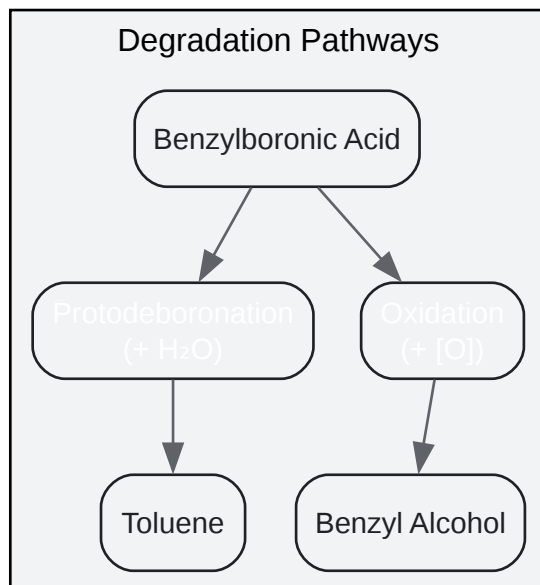 Degradation Pathways
Benzylboronic Acid
Protodeboronation
(+ H₂O)
Oxidation
(+ [O])
Toluene
Benzyl Alcohol